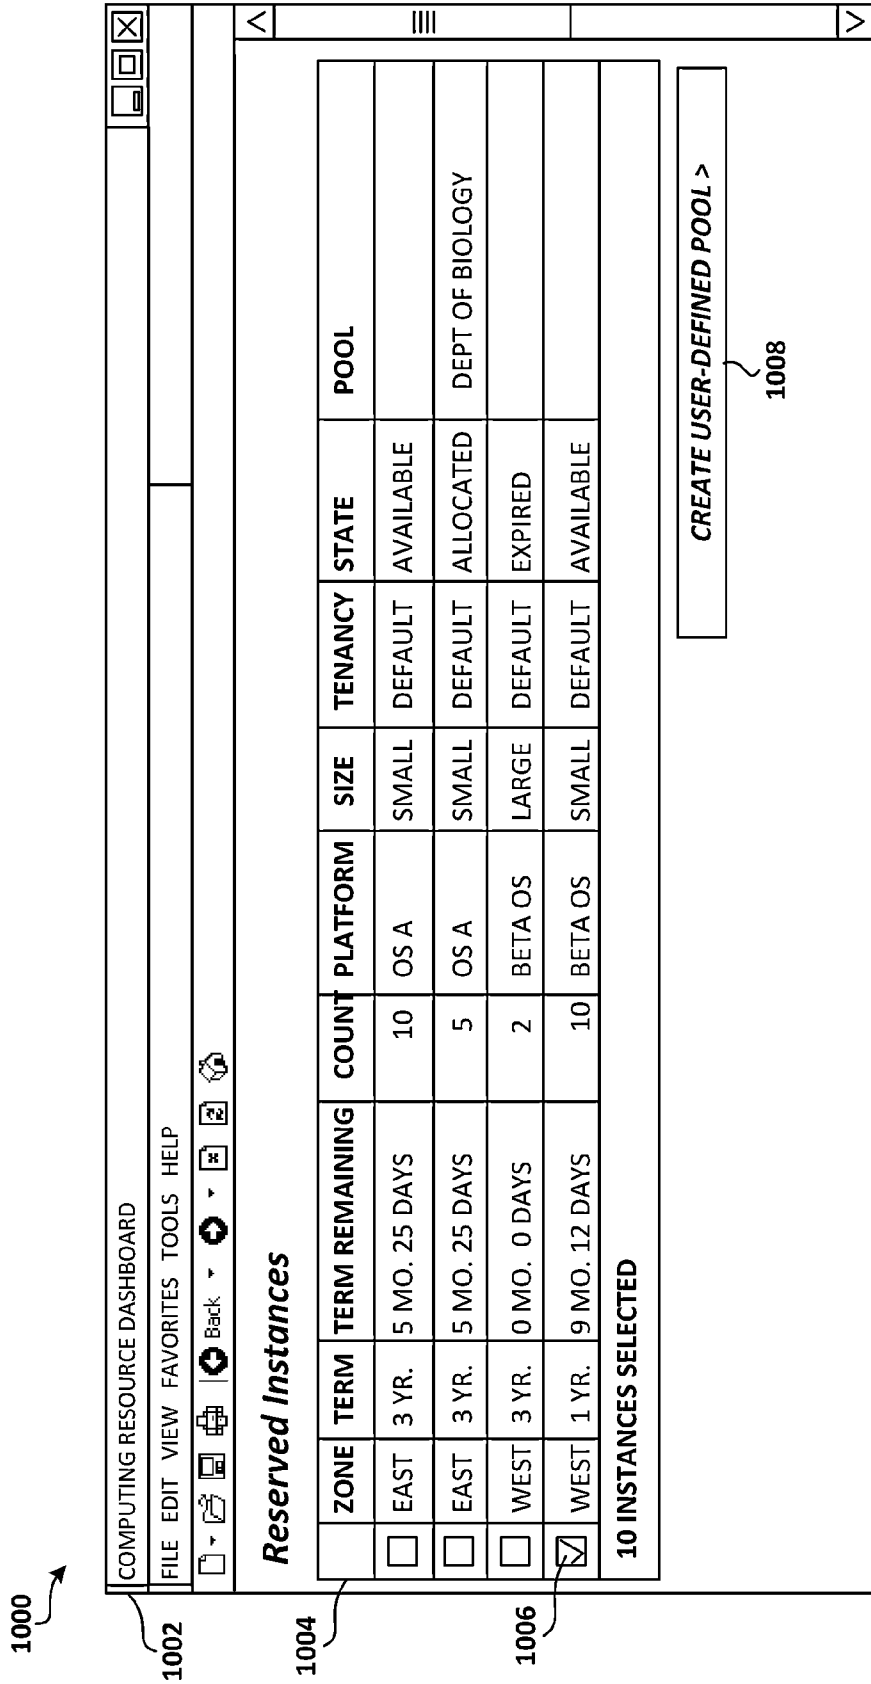 1000
1002
COMPUTING RESOURCE DASHBOARD
FILE EDIT VIEW FAVORITES TOOLS HELP
Back
Reserved Instances
1004
ZONE TERM TERM REMAINING COUNT PLATFORM SIZE TENANCY STATE POOL
EAST 3 YR. 5 MO. 25 DAYS 10 OS A SMALL DEFAULT AVAILABLE
EAST 3 YR. 5 MO. 25 DAYS 5 OS A SMALL DEFAULT ALLOCATED DEPT OF BIOLOGY
WEST 3 YR. 0 MO. 0 DAYS 2 BETA OS LARGE DEFAULT EXPIRED
WEST 1 YR. 9 MO. 12 DAYS 10 BETA OS SMALL DEFAULT AVAILABLE
1006
10 INSTANCES SELECTED
CREATE USER-DEFINED POOL >
1008